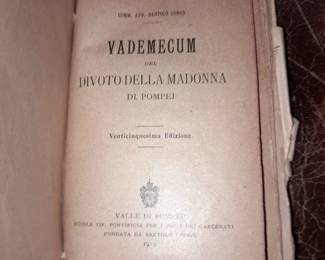 COMM. AVV. BARTOLO LONGO
VADEMECUM
DEL
DIVOTO DELLA MADONNA
DI POMPEI
Venticinquesima Edizione
VALLE DI POMPEI
SCUOLA TIP. PONTIFICIA PER I FIGLI DEI CARCERATI
FONDATA DA BARTOLO LONGO